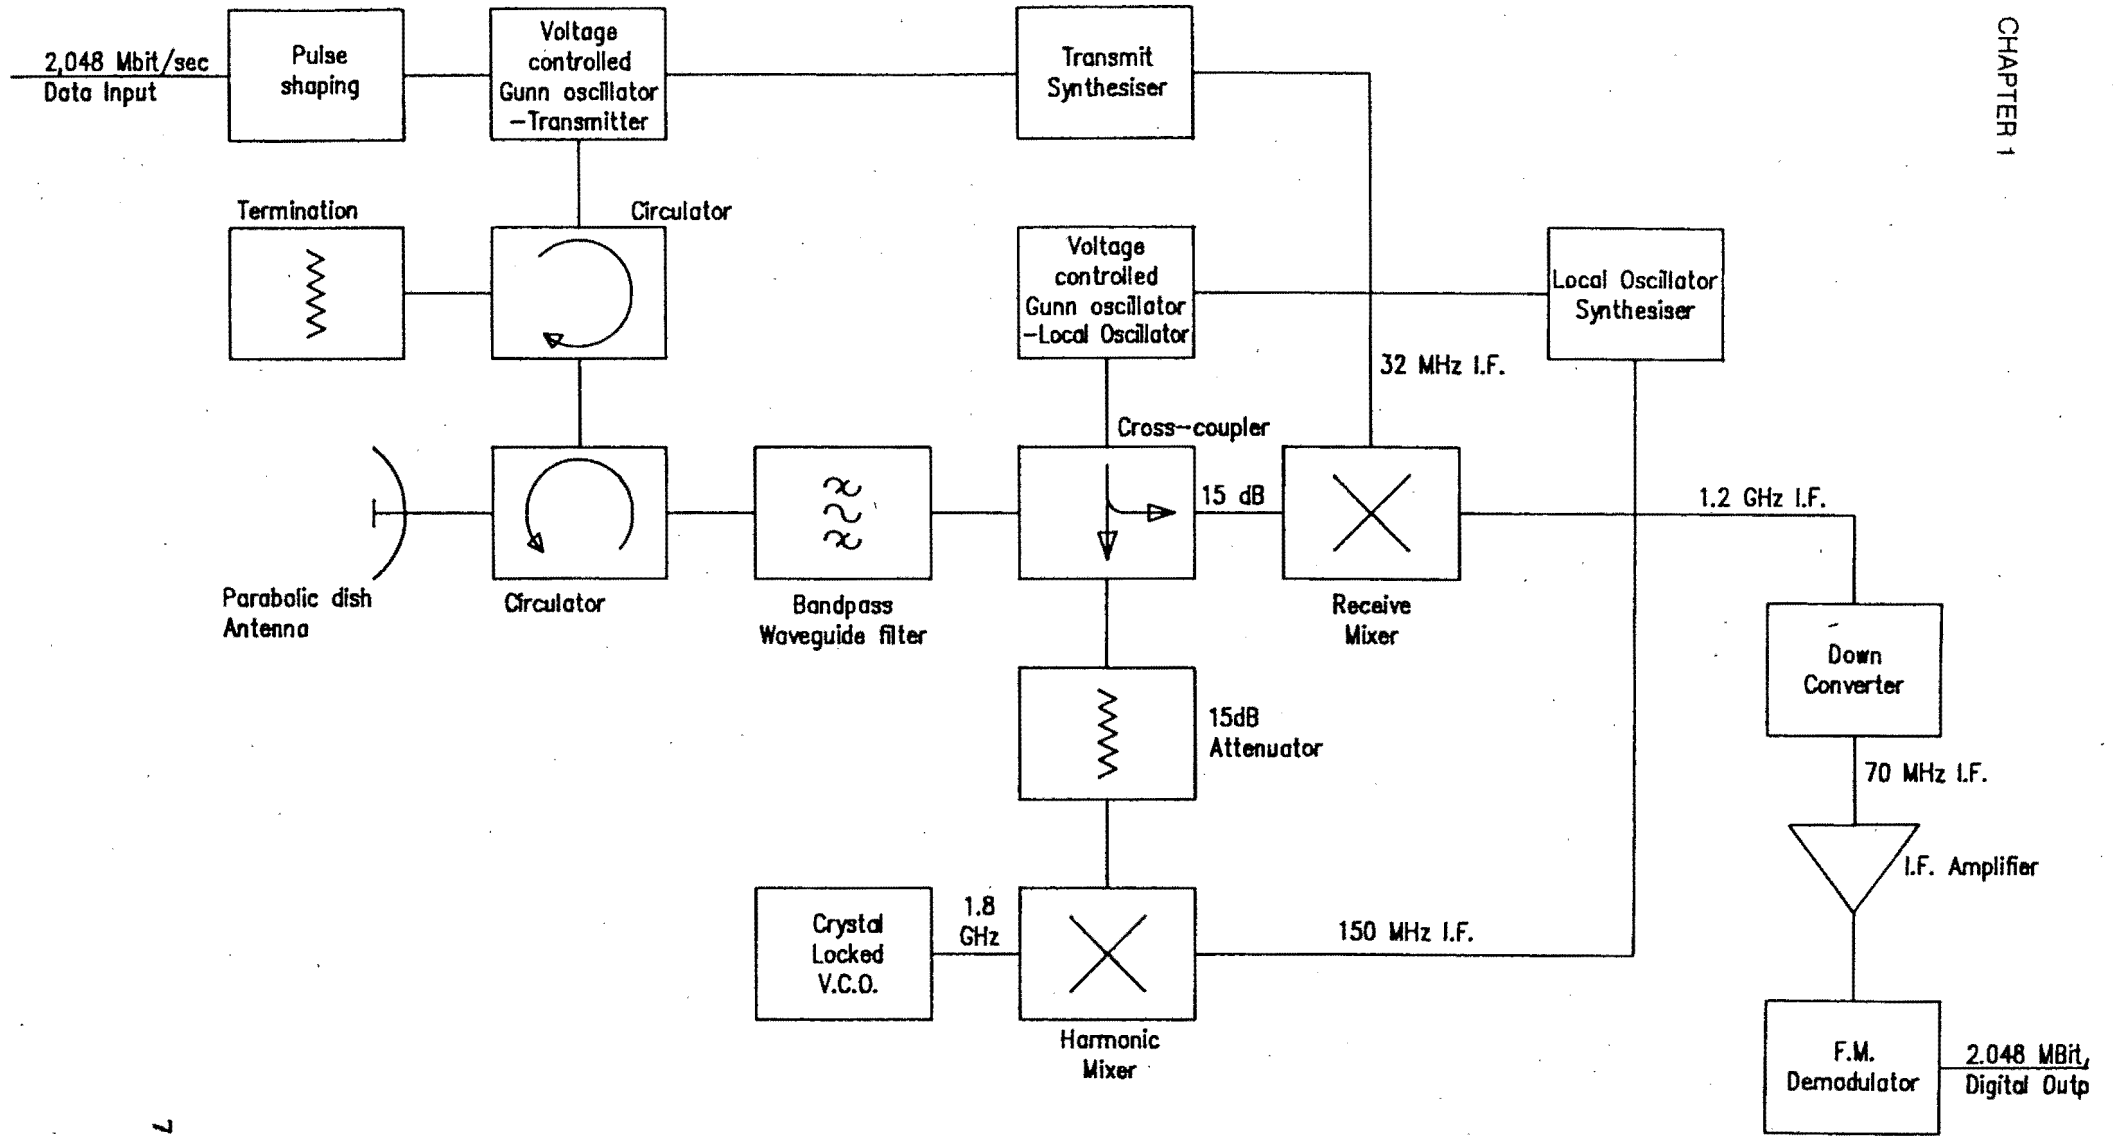 CHAPTER 1
2,048 Mbit/sec
Data Input
Pulse
shaping
Voltage
controlled
Gunn oscillator
-Transmitter
Transmit
Synthesiser
Termination
Circulator
Voltage
controlled
Gunn oscillator
-Local Oscillator
Local Oscillator
Synthesiser
32 MHz I.F.
Cross-coupler
15 dB
1.2 GHz I.F.
Parabolic dish
Antenna
Circulator
Bandpass
Waveguide filter
Receive
Mixer
Down
Converter
15dB
Attenuator
70 MHz I.F.
I.F. Amplifier
Crystal
Locked
V.C.O.
1.8
GHz
150 MHz I.F.
Harmonic
Mixer
F.M.
Demodulator
2.048 MBit,
Digital Outp
7